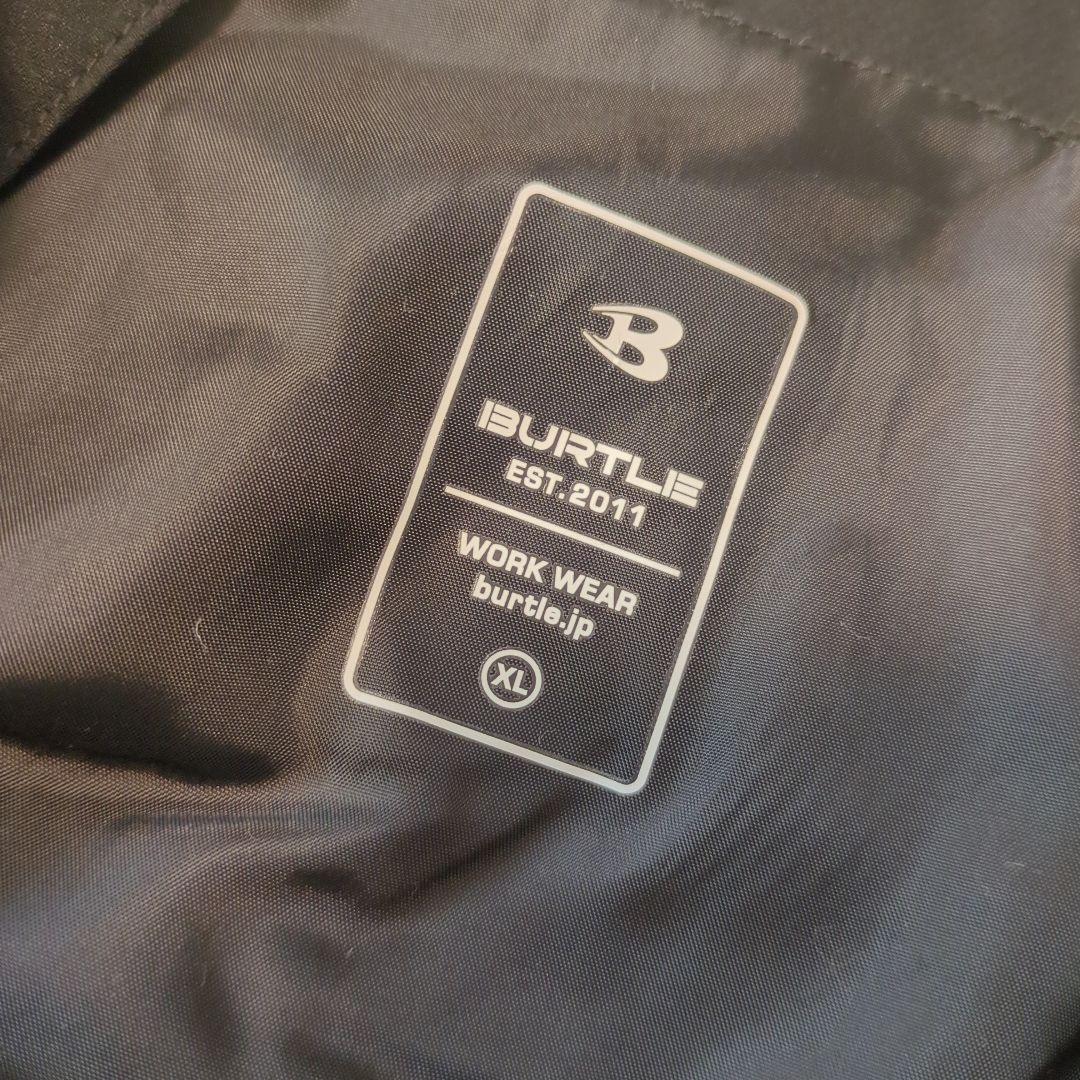 B
BURTLE
EST. 2011
WORK WEAR
burtle.jp
XL